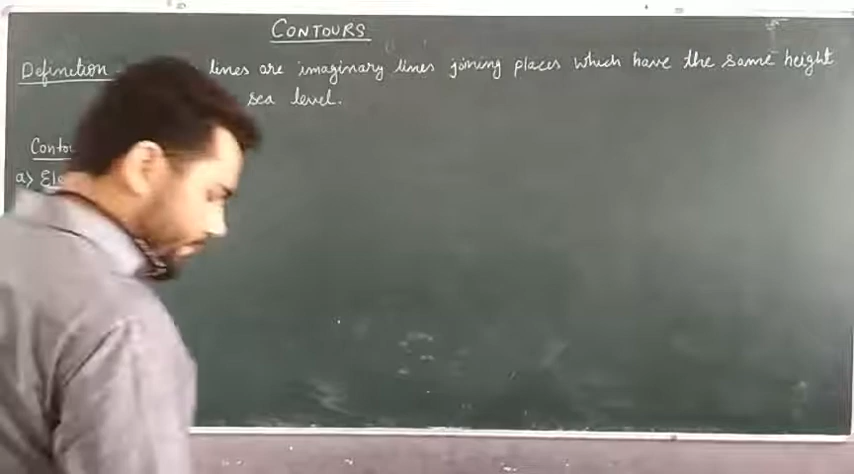 CONTOURS
Definition - lines are imaginary lines joining places which have the same height
sea level.
Conto
a> Ele